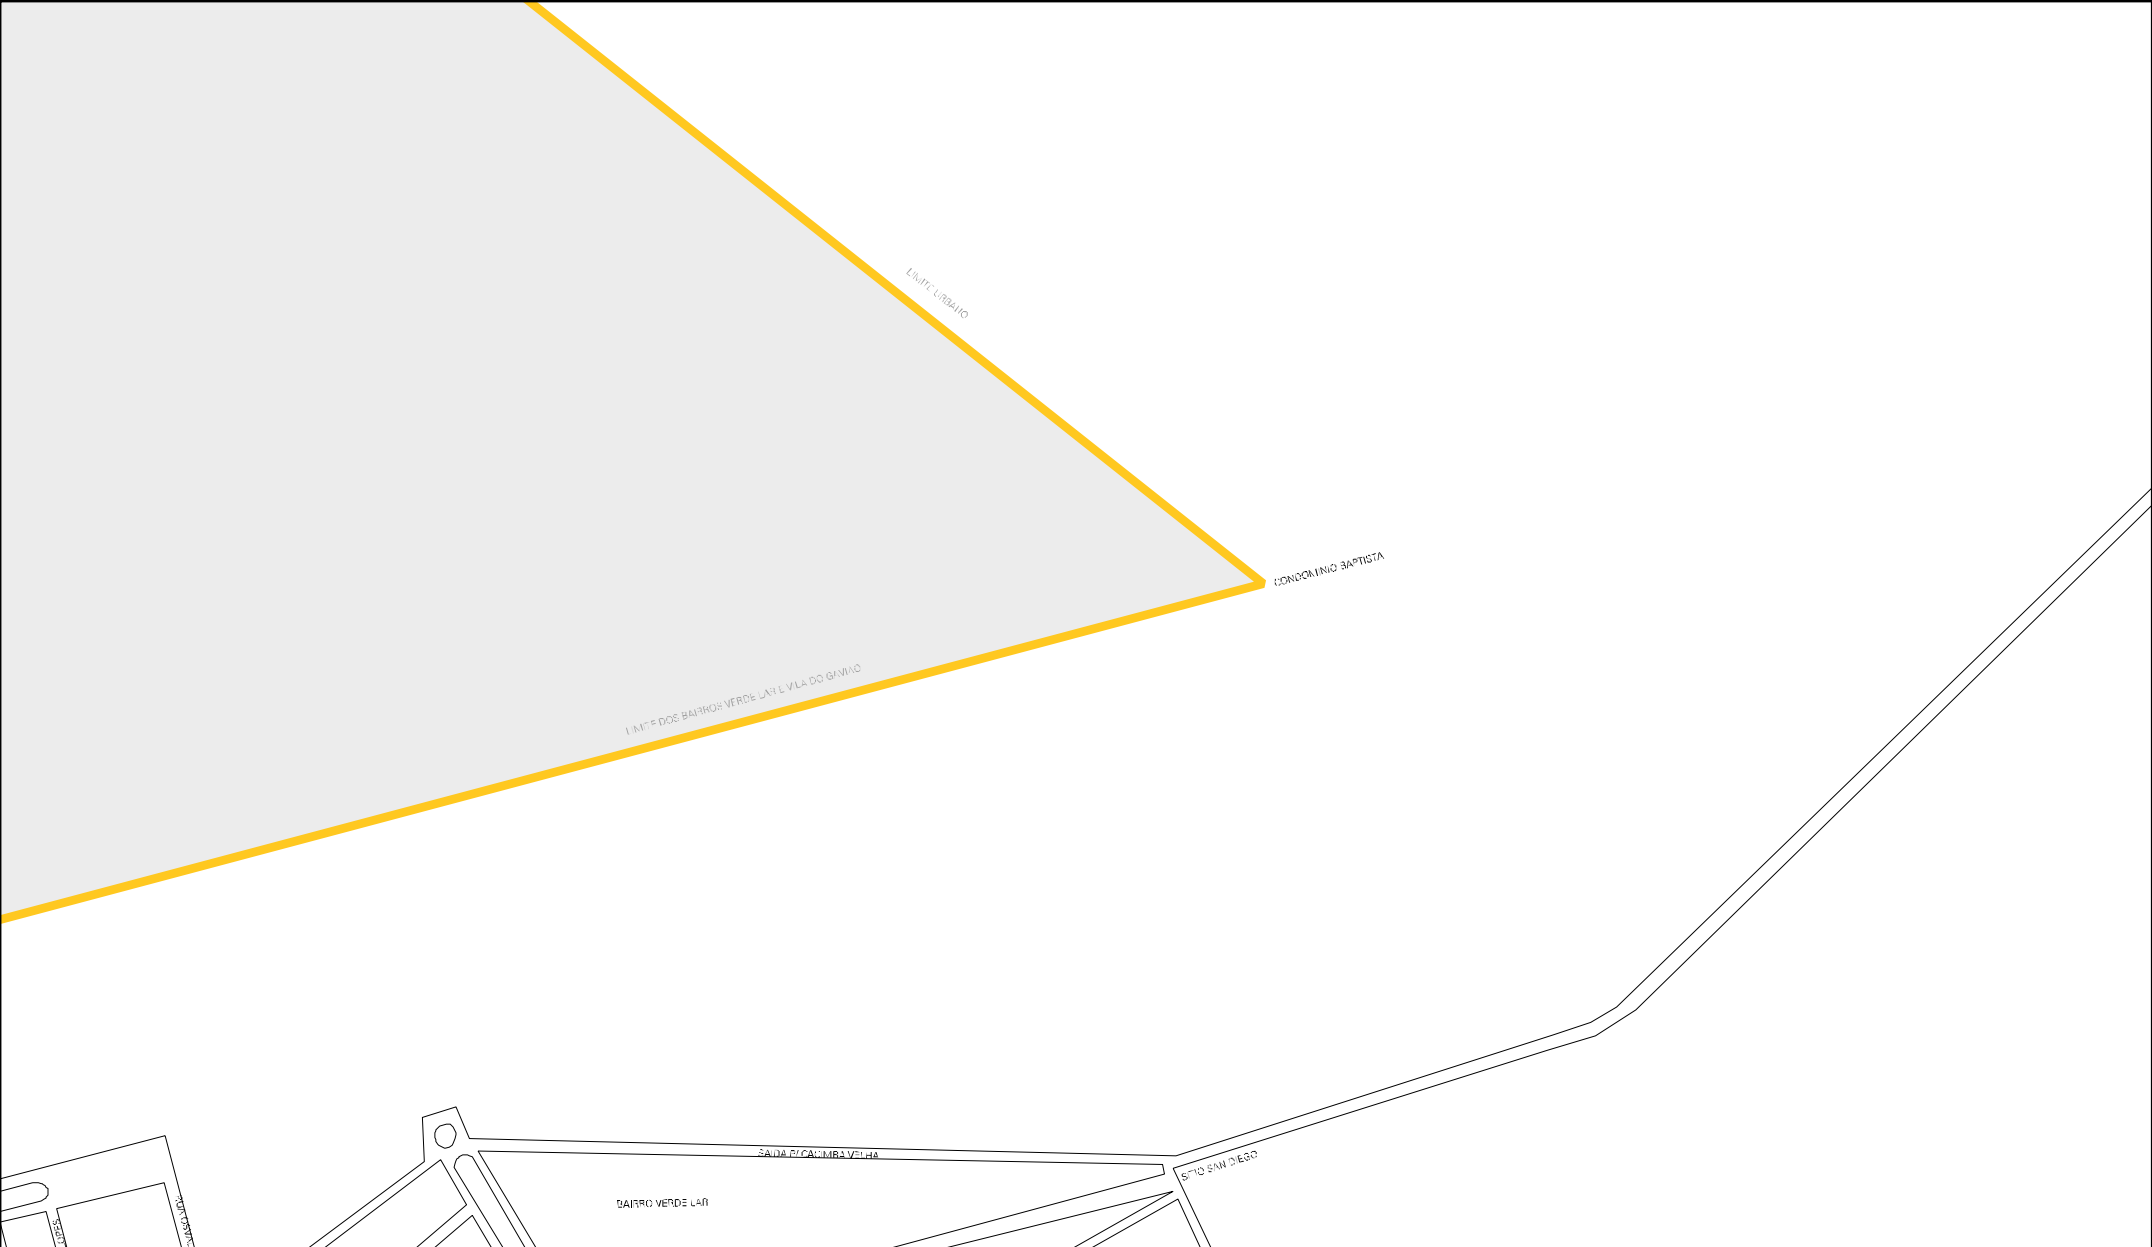 LIMITE URBANO
CONDOMINIO BAPTISTA
LIMITE DOS BAIRROS VERDE LAR E VILA DO GAVIAO
SAIDA P/ CACIMBA VELHA
SITIO SAN DIEGO
BAIRRO VERDE LAR